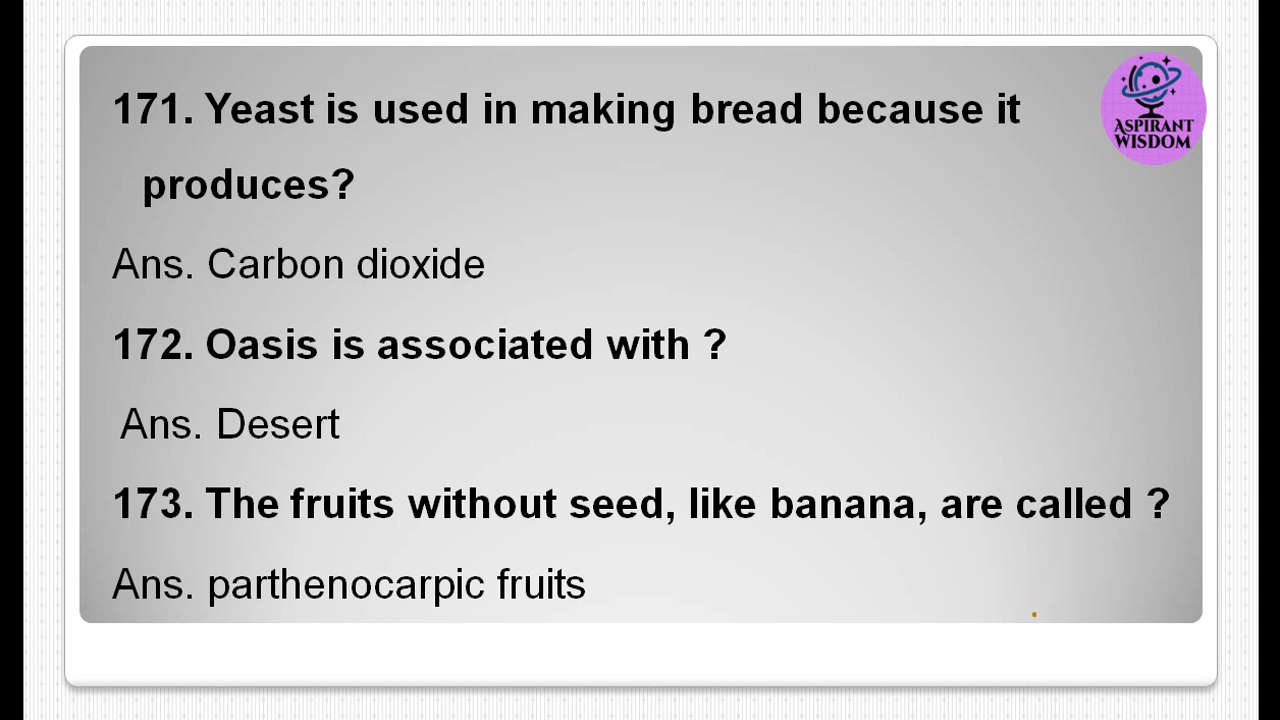 171. Yeast is used in making bread because it
produces?
Ans. Carbon dioxide
172. Oasis is associated with ?
Ans. Desert
173. The fruits without seed, like banana, are called ?
Ans. parthenocarpic fruits
ASPIRANT
WISDOM